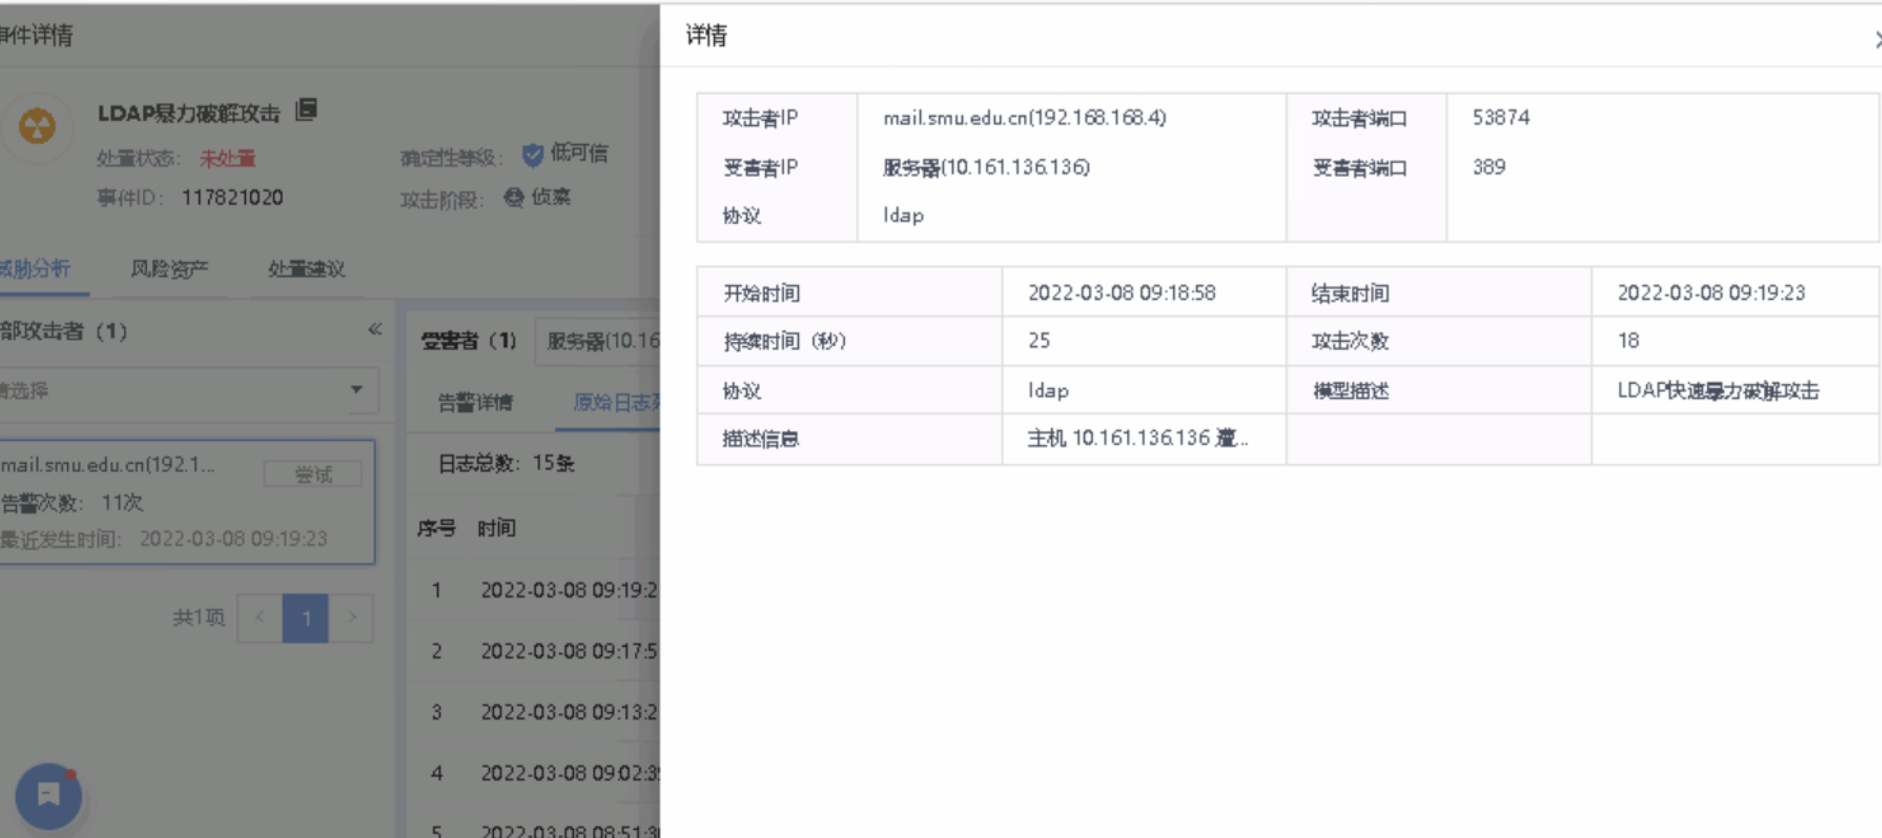 事件详情
LDAP暴力破解攻击
处置状态： 未处置
确定性等级： 低可信
事件ID： 117821020
攻击阶段： 侦察
威胁分析 风险资产 处置建议
部攻击者（1）
请选择
mail.smu.edu.cn(192.1...
尝试
告警次数： 11次
最近发生时间： 2022-03-08 09:19:23
共1项 < 1 >
受害者（1） 服务器(10.16
告警详情 原始日志列
日志总数：15条
序号 时间
1 2022-03-08 09:19:2
2 2022-03-08 09:17:5
3 2022-03-08 09:13:2
4 2022-03-08 09:02:3
5 2022-03-08 08:51:3
详情
攻击者IP mail.smu.edu.cn(192.168.168.4) 攻击者端口 53874
受害者IP 服务器(10.161.136.136) 受害者端口 389
协议 ldap
开始时间 2022-03-08 09:18:58 结束时间 2022-03-08 09:19:23
持续时间（秒） 25 攻击次数 18
协议 ldap 模型描述 LDAP快速暴力破解攻击
描述信息 主机 10.161.136.136 遭...